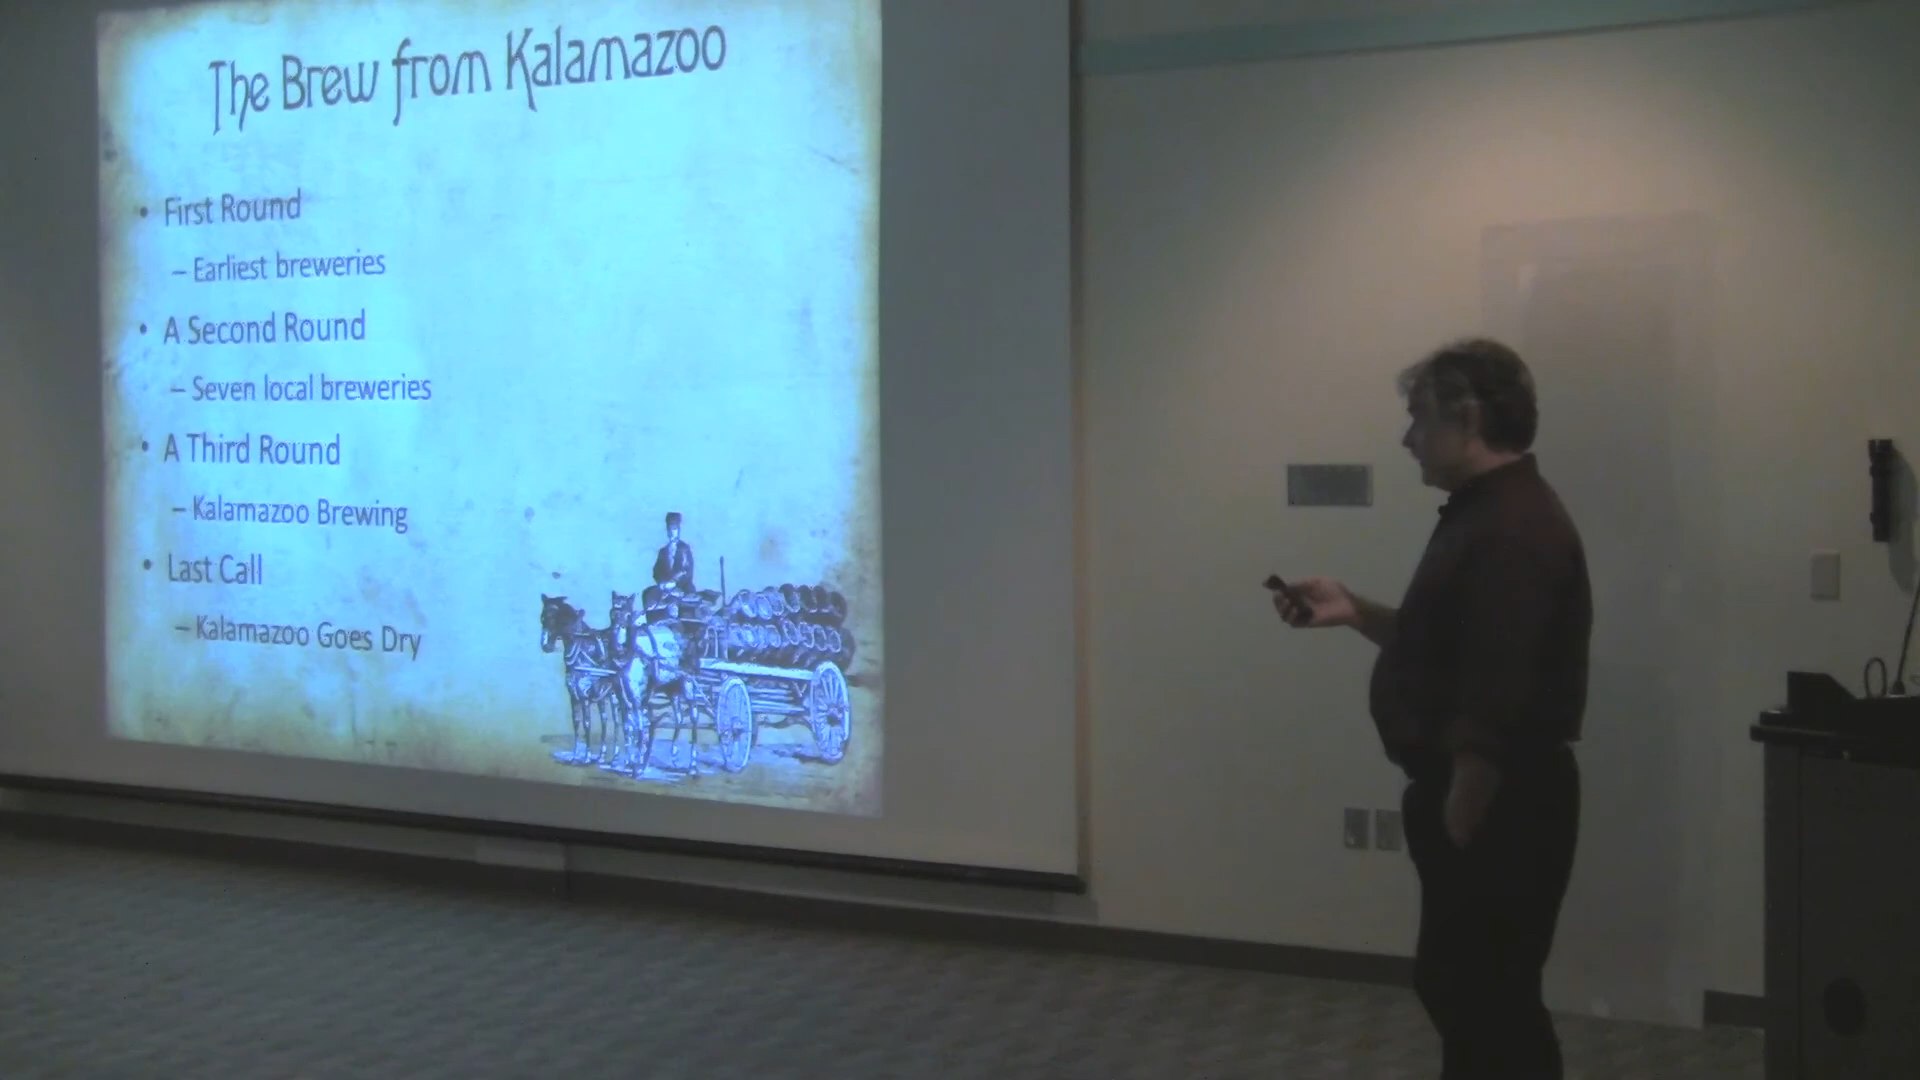 The Brew from Kalamazoo
• First Round
– Earliest breweries
• A Second Round
– Seven local breweries
• A Third Round
– Kalamazoo Brewing
• Last Call
– Kalamazoo Goes Dry